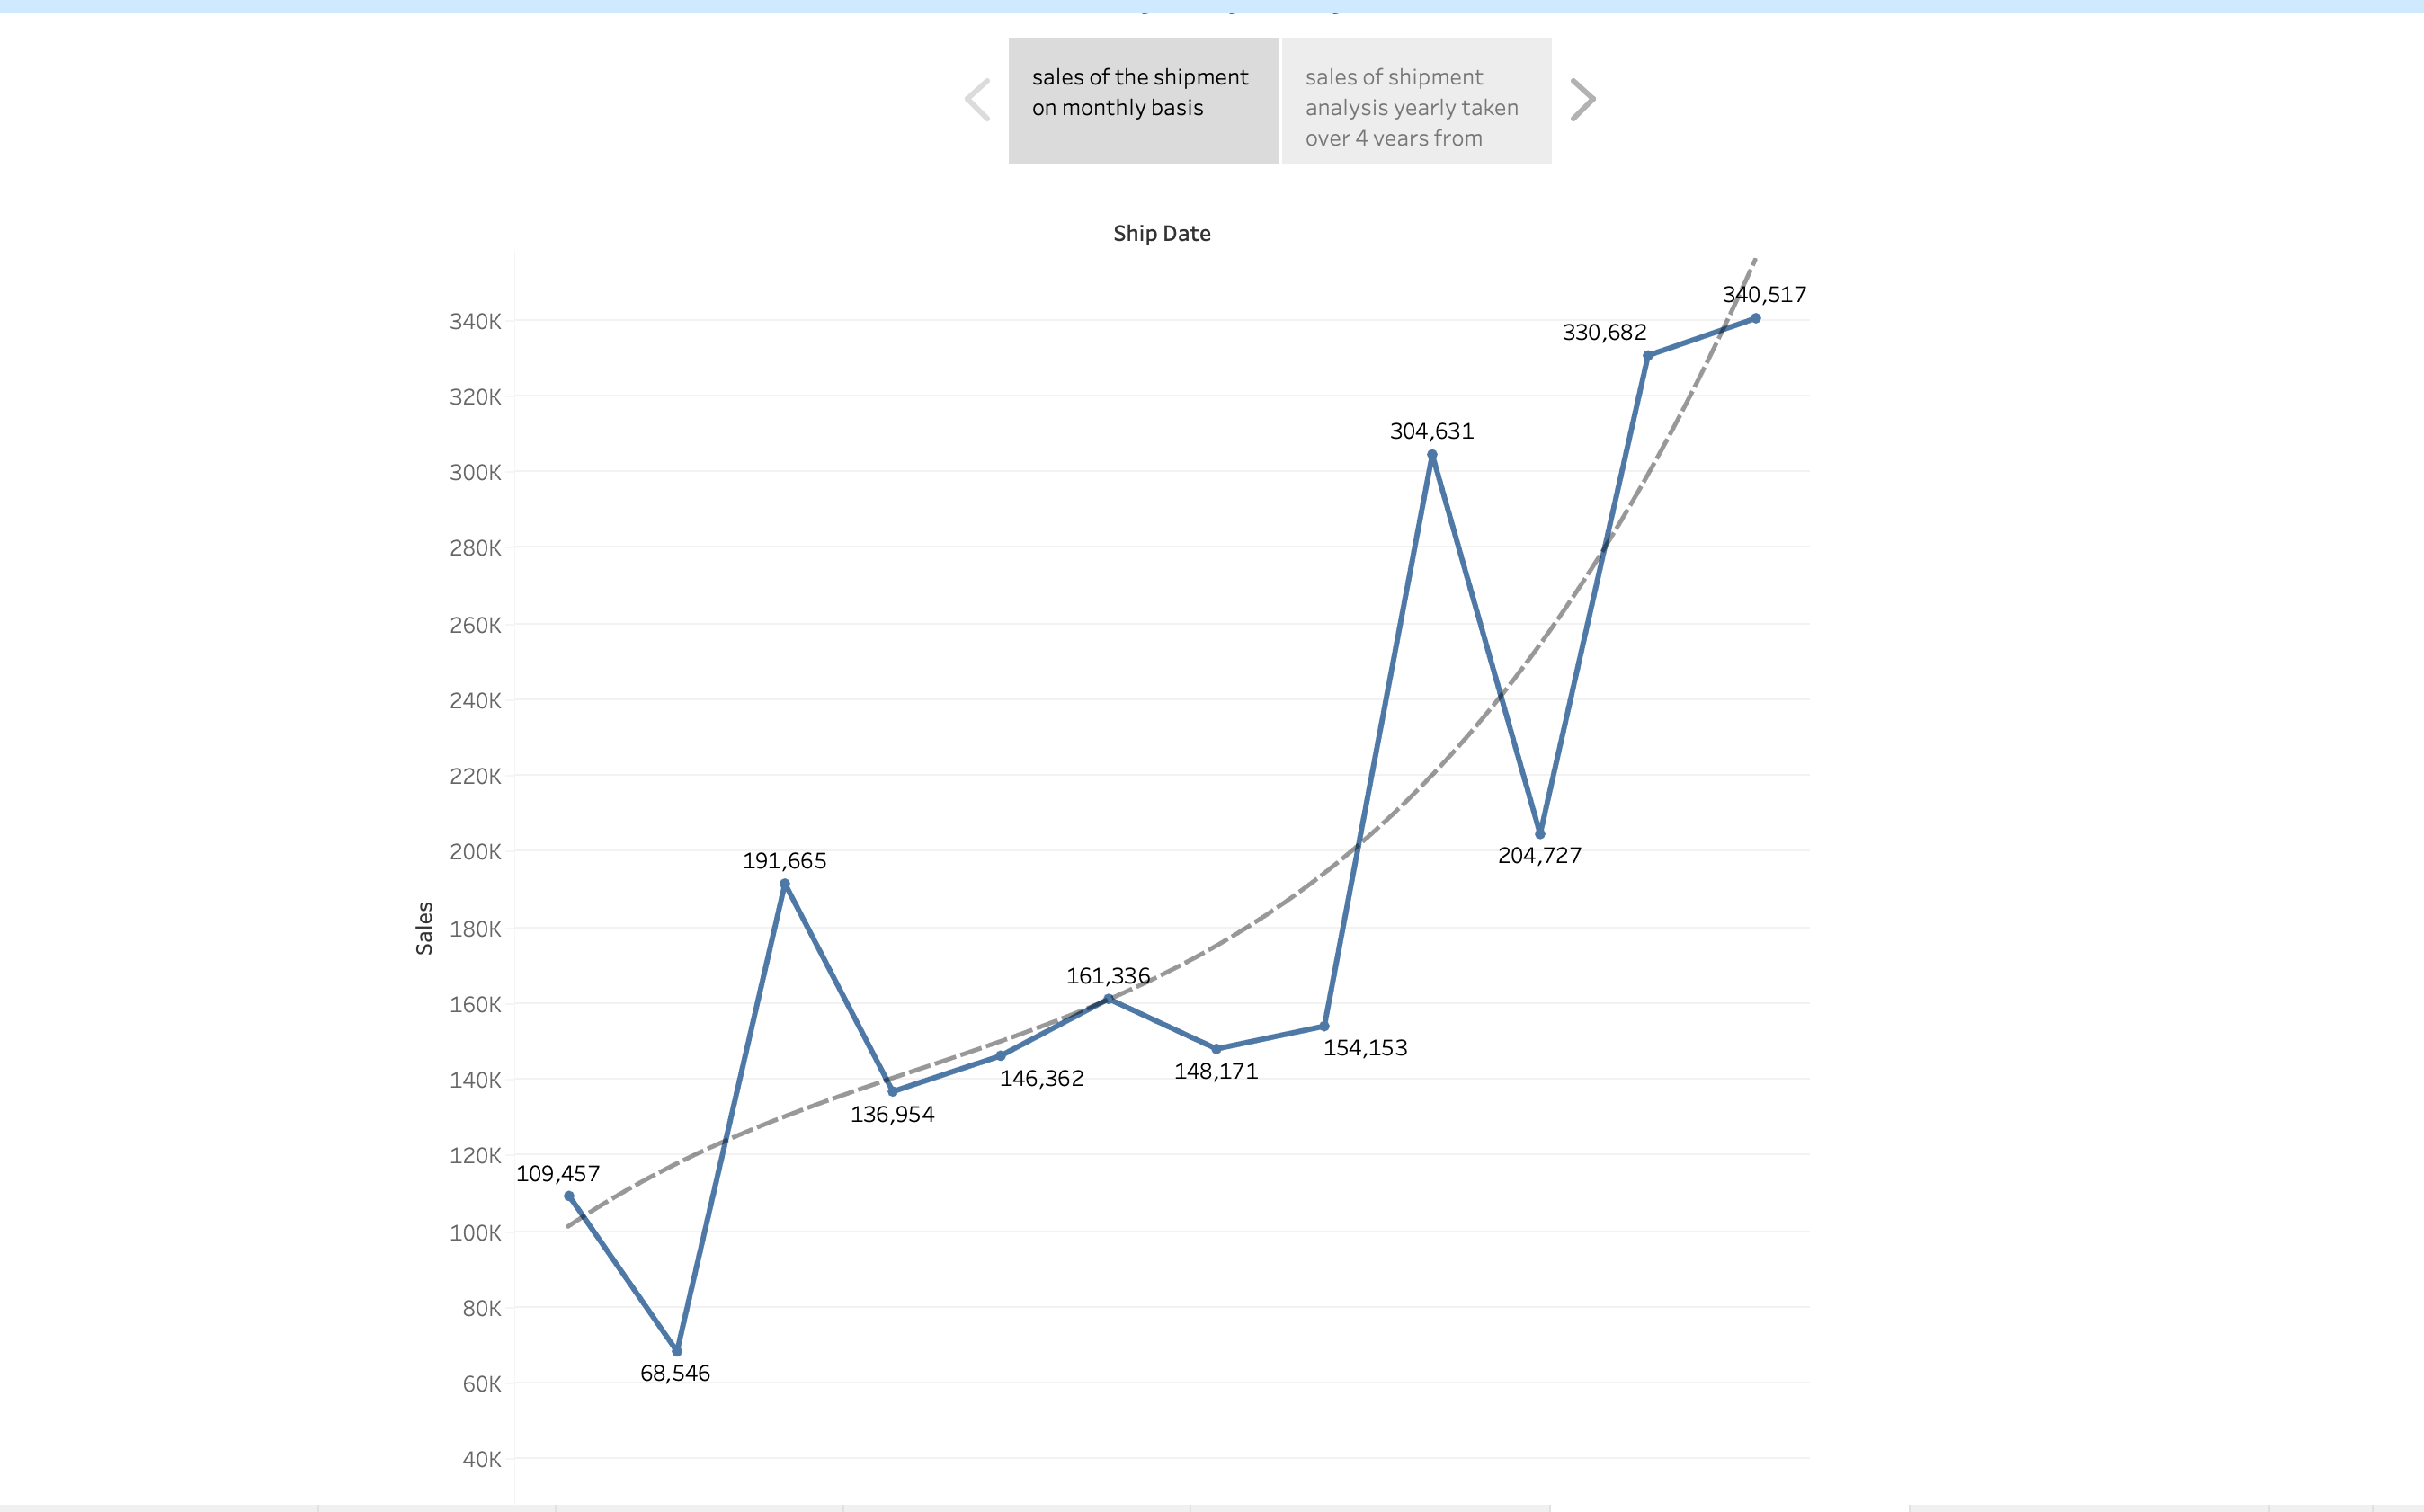 sales of the shipment
on monthly basis
sales of shipment
analysis yearly taken
over 4 years from
Ship Date
340,517
340K
330,682
320K
304,631
300K
280K
260K
240K
220K
204,727
200K
191,665
Sales
180K
161,336
160K
154,153
148,171
146,362
140K
136,954
120K
109,457
100K
80K
68,546
60K
40K